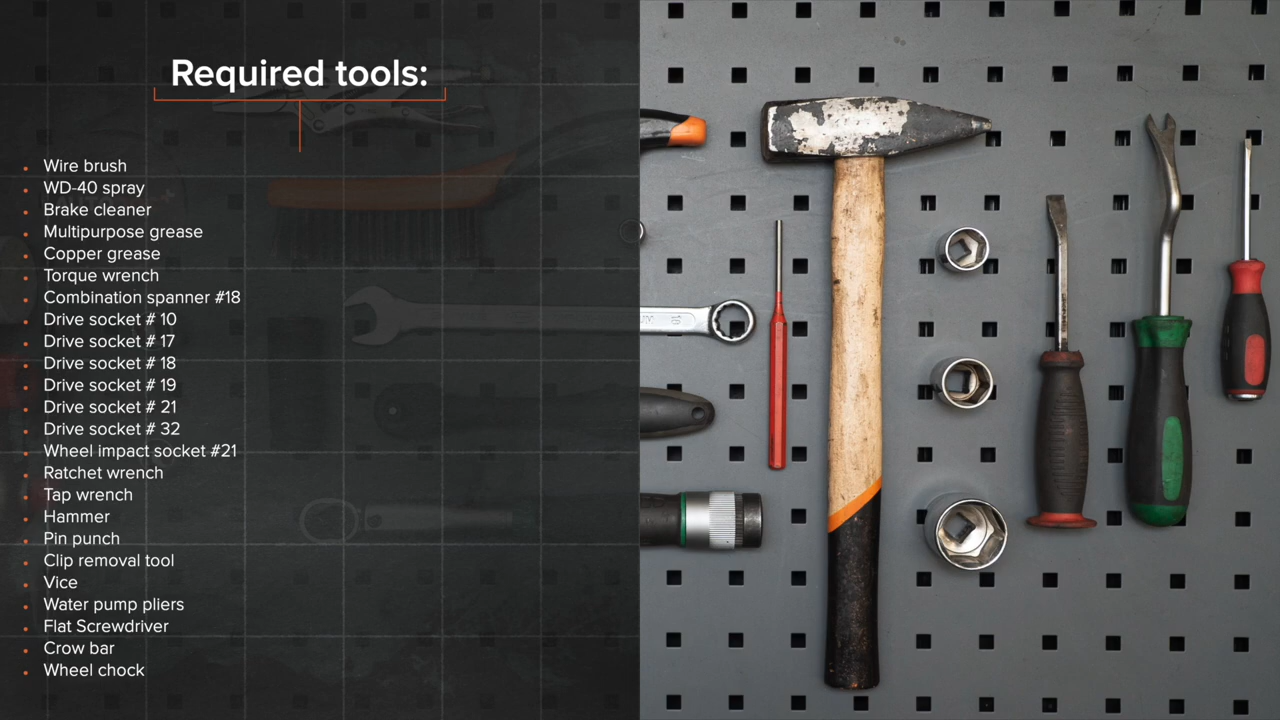 Required tools:
Wire brush
WD-40 spray
Brake cleaner
Multipurpose grease
Copper grease
Torque wrench
Combination spanner #18
Drive socket # 10
Drive socket # 17
Drive socket # 18
Drive socket # 19
Drive socket # 21
Drive socket # 32
Wheel impact socket #21
Ratchet wrench
Tap wrench
Hammer
Pin punch
Clip removal tool
Vice
Water pump pliers
Flat Screwdriver
Crow bar
Wheel chock